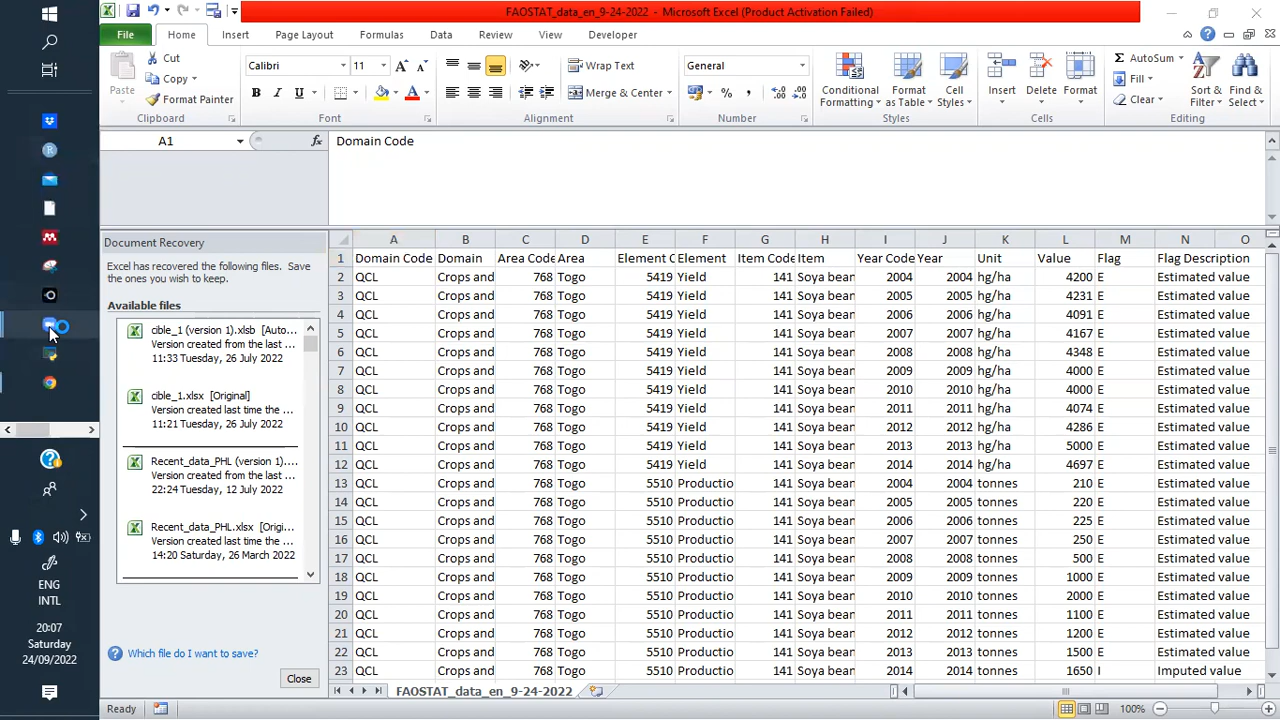 FAOSTAT_data_en_9-24-2022 - Microsoft Excel (Product Activation Failed)
File Home Insert Page Layout Formulas Data Review View Developer
Paste Cut Copy Format Painter Clipboard
Calibri 11 B I U A Font
Wrap Text Merge & Center Alignment
General % , Number
Conditional Formatting Format as Table Cell Styles Styles
Insert Delete Format Cells
AutoSum Fill Clear Sort & Filter Find & Select Editing
A1 fx Domain Code
Document Recovery
Excel has recovered the following files. Save
the ones you wish to keep.
Available files
cible_1 (version 1).xlsb [Auto...
Version created from the last ...
11:33 Tuesday, 26 July 2022
cible_1.xlsx [Original]
Version created last time the ...
11:21 Tuesday, 26 July 2022
Recent_data_PHL (version 1)....
Version created from the last ...
22:24 Tuesday, 12 July 2022
Recent_data_PHL.xlsx [Origi...
Version created last time the ...
14:20 Saturday, 26 March 2022
Which file do I want to save?
Close
A B C D E F G H I J K L M N O
1 Domain Code Domain Area Code Area Element C Element Item Code Item Year Code Year Unit Value Flag Flag Description
2 QCL Crops and 768 Togo 5419 Yield 141 Soya bean 2004 2004 hg/ha 4200 E Estimated value
3 QCL Crops and 768 Togo 5419 Yield 141 Soya bean 2005 2005 hg/ha 4231 E Estimated value
4 QCL Crops and 768 Togo 5419 Yield 141 Soya bean 2006 2006 hg/ha 4091 E Estimated value
5 QCL Crops and 768 Togo 5419 Yield 141 Soya bean 2007 2007 hg/ha 4167 E Estimated value
6 QCL Crops and 768 Togo 5419 Yield 141 Soya bean 2008 2008 hg/ha 4348 E Estimated value
7 QCL Crops and 768 Togo 5419 Yield 141 Soya bean 2009 2009 hg/ha 4000 E Estimated value
8 QCL Crops and 768 Togo 5419 Yield 141 Soya bean 2010 2010 hg/ha 4000 E Estimated value
9 QCL Crops and 768 Togo 5419 Yield 141 Soya bean 2011 2011 hg/ha 4074 E Estimated value
10 QCL Crops and 768 Togo 5419 Yield 141 Soya bean 2012 2012 hg/ha 4286 E Estimated value
11 QCL Crops and 768 Togo 5419 Yield 141 Soya bean 2013 2013 hg/ha 5000 E Estimated value
12 QCL Crops and 768 Togo 5419 Yield 141 Soya bean 2014 2014 hg/ha 4697 E Estimated value
13 QCL Crops and 768 Togo 5510 Productio 141 Soya bean 2004 2004 tonnes 210 E Estimated value
14 QCL Crops and 768 Togo 5510 Productio 141 Soya bean 2005 2005 tonnes 220 E Estimated value
15 QCL Crops and 768 Togo 5510 Productio 141 Soya bean 2006 2006 tonnes 225 E Estimated value
16 QCL Crops and 768 Togo 5510 Productio 141 Soya bean 2007 2007 tonnes 250 E Estimated value
17 QCL Crops and 768 Togo 5510 Productio 141 Soya bean 2008 2008 tonnes 500 E Estimated value
18 QCL Crops and 768 Togo 5510 Productio 141 Soya bean 2009 2009 tonnes 1000 E Estimated value
19 QCL Crops and 768 Togo 5510 Productio 141 Soya bean 2010 2010 tonnes 2000 E Estimated value
20 QCL Crops and 768 Togo 5510 Productio 141 Soya bean 2011 2011 tonnes 1100 E Estimated value
21 QCL Crops and 768 Togo 5510 Productio 141 Soya bean 2012 2012 tonnes 1200 E Estimated value
22 QCL Crops and 768 Togo 5510 Productio 141 Soya bean 2013 2013 tonnes 1500 E Estimated value
23 QCL Crops and 768 Togo 5510 Productio 141 Soya bean 2014 2014 tonnes 1650 I Imputed value
FAOSTAT_data_en_9-24-2022
Ready 100%
ENG
INTL
20:07
Saturday
24/09/2022